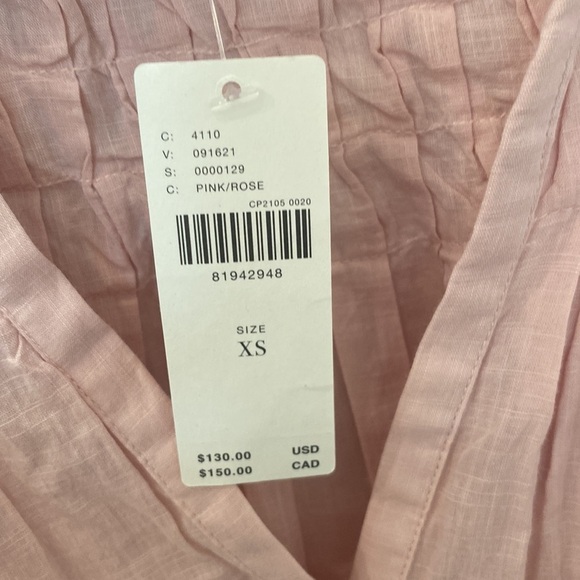 C: 4110
V: 091621
S: 0000129
C: PINK/ROSE
CP2105 0020
81942948
SIZE
XS
$130.00 USD
$150.00 CAD